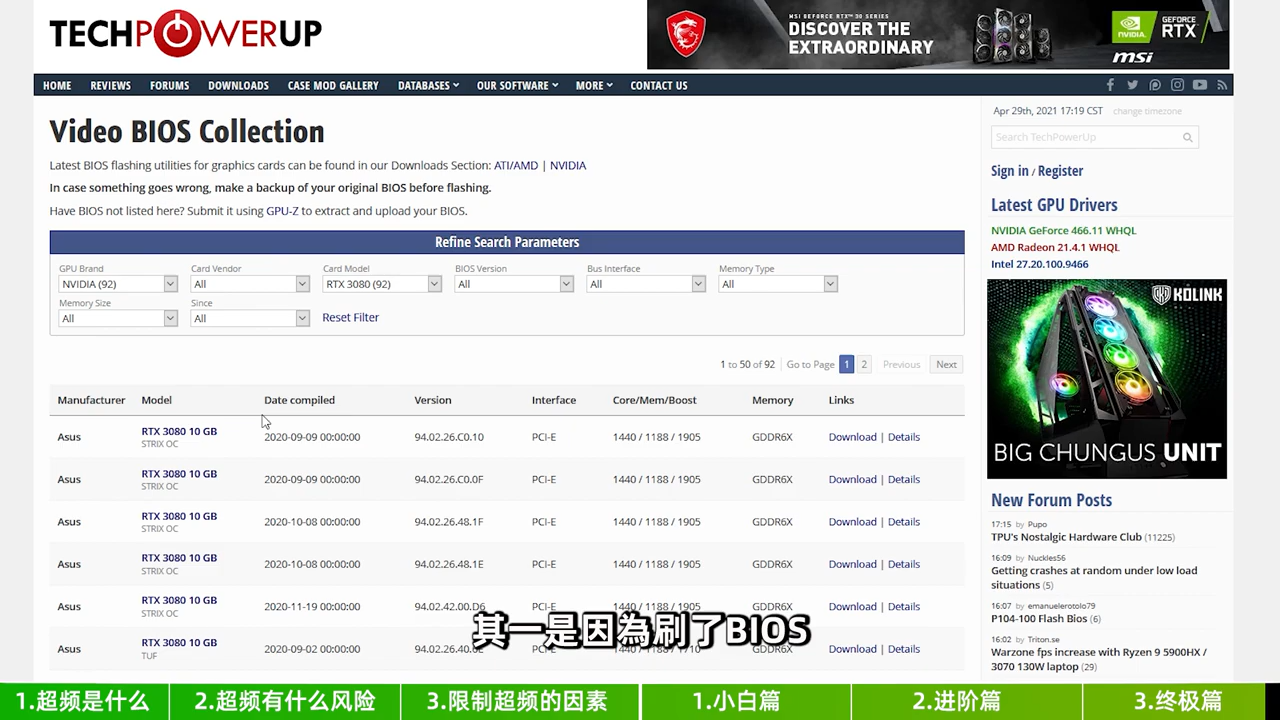 TECHPOWERUP
MSI GEFORCE RTX™ 30 SERIES
DISCOVER THE
EXTRAORDINARY
NVIDIA
GEFORCE
RTX
msi
HOME REVIEWS FORUMS DOWNLOADS CASE MOD GALLERY DATABASES OUR SOFTWARE MORE CONTACT US
Video BIOS Collection
Latest BIOS flashing utilities for graphics cards can be found in our Downloads Section: ATI/AMD | NVIDIA
In case something goes wrong, make a backup of your original BIOS before flashing.
Have BIOS not listed here? Submit it using GPU-Z to extract and upload your BIOS.
Refine Search Parameters
GPU Brand Card Vendor Card Model BIOS Version Bus Interface Memory Type
NVIDIA (92) All RTX 3080 (92) All All All
Memory Size Since
All All Reset Filter
1 to 50 of 92 Go to Page 1 2 Previous Next
Manufacturer Model Date compiled Version Interface Core/Mem/Boost Memory Links
Asus RTX 3080 10 GB 2020-09-09 00:00:00 94.02.26.C0.10 PCI-E 1440 / 1188 / 1905 GDDR6X Download | Details
STRIX OC
Asus RTX 3080 10 GB 2020-09-09 00:00:00 94.02.26.C0.0F PCI-E 1440 / 1188 / 1905 GDDR6X Download | Details
STRIX OC
Asus RTX 3080 10 GB 2020-10-08 00:00:00 94.02.26.48.1F PCI-E 1440 / 1188 / 1905 GDDR6X Download | Details
STRIX OC
Asus RTX 3080 10 GB 2020-10-08 00:00:00 94.02.26.48.1E PCI-E 1440 / 1188 / 1905 GDDR6X Download | Details
STRIX OC
Asus RTX 3080 10 GB 2020-11-19 00:00:00 94.02.42.00.D6 PCI-E 1440 / 1188 / 1905 GDDR6X Download | Details
STRIX OC
Asus RTX 3080 10 GB 2020-09-02 00:00:00 GDDR6X Download | Details
TUF
Apr 29th, 2021 17:19 CST change timezone
Search TechPowerUp
Sign in / Register
Latest GPU Drivers
NVIDIA GeForce 466.11 WHQL
AMD Radeon 21.4.1 WHQL
Intel 27.20.100.9466
KOLINK
BIG CHUNGUS UNIT
New Forum Posts
17:15 by Pupo
TPU's Nostalgic Hardware Club (11225)
16:09 by Nuckles56
Getting crashes at random under low load
situations (5)
16:07 by emanuelerotolo79
P104-100 Flash Bios (6)
16:02 by Triton.se
Warzone fps increase with Ryzen 9 5900HX /
3070 130W laptop (29)
其一是因為刷了BIOS
1.超频是什么 2.超频有什么风险 3.限制超频的因素 1.小白篇 2.进阶篇 3.终极篇